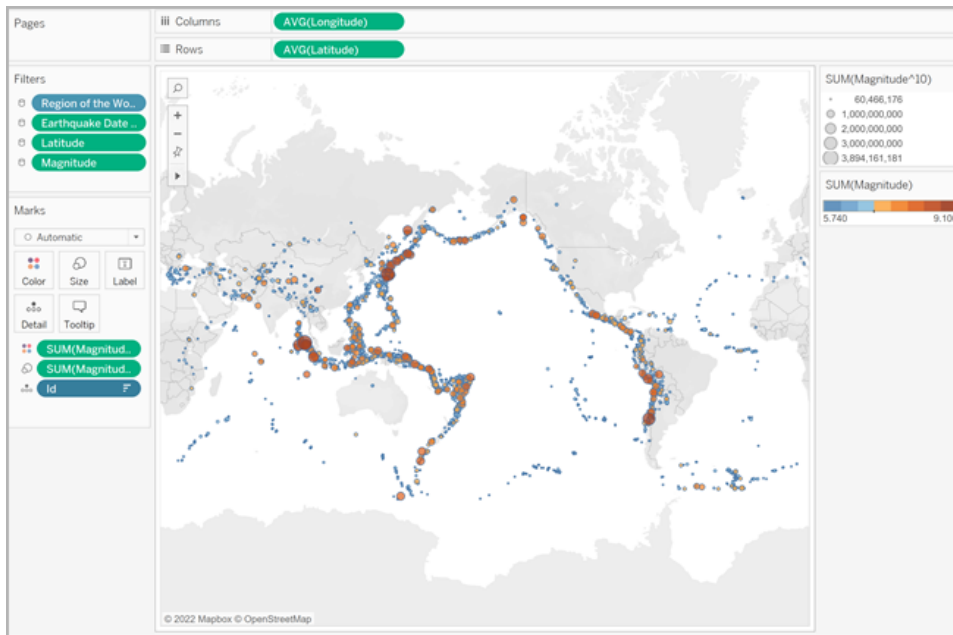 Pages
Columns
AVG(Longitude)
Rows
AVG(Latitude)
Filters
Region of the Wo..
Earthquake Date ..
Latitude
Magnitude
Marks
Automatic
Color
Size
Label
Detail
Tooltip
SUM(Magnitud..
SUM(Magnitud..
Id
© 2022 Mapbox © OpenStreetMap
SUM(Magnitude^10)
60,466,176
1,000,000,000
2,000,000,000
3,000,000,000
3,894,161,181
SUM(Magnitude)
5.740
9.100